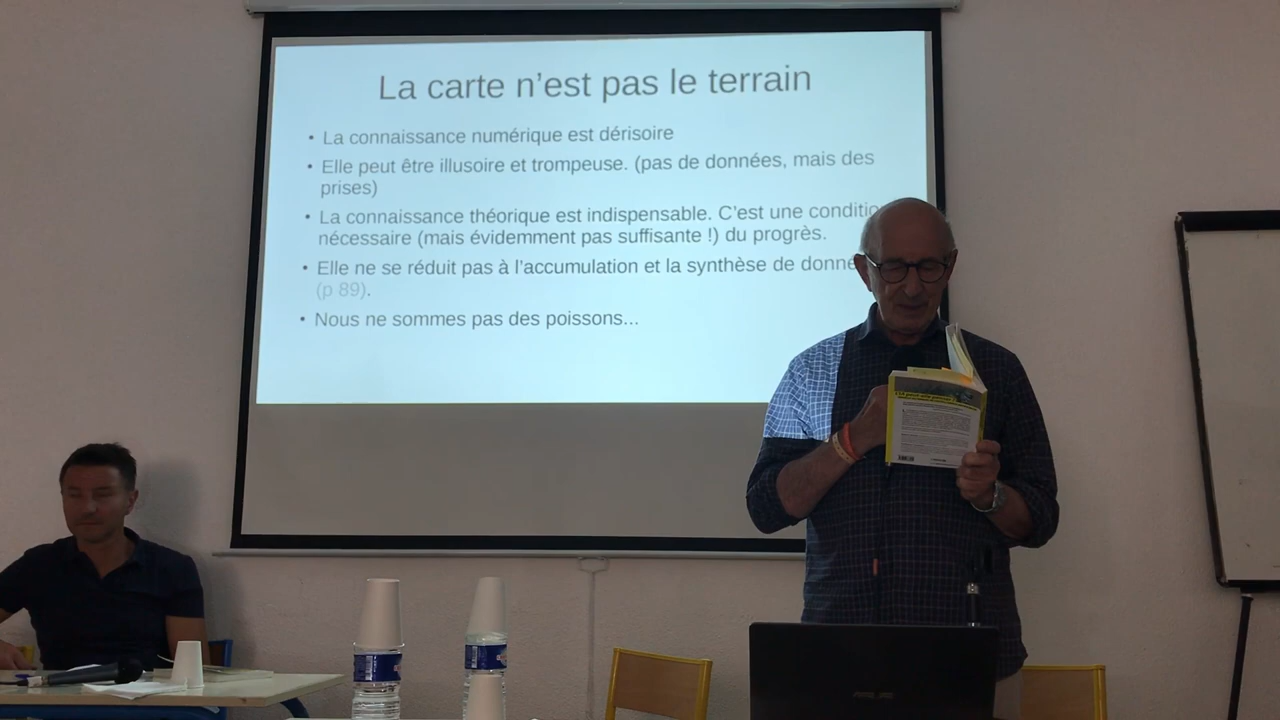 La carte n'est pas le terrain
• La connaissance numérique est dérisoire
• Elle peut être illusoire et trompeuse. (pas de données, mais des
prises)
• La connaissance théorique est indispensable. C'est une conditio
nécessaire (mais évidemment pas suffisante !) du progrès.
• Elle ne se réduit pas à l'accumulation et la synthèse de donné
(p 89).
• Nous ne sommes pas des poissons...
ASUS